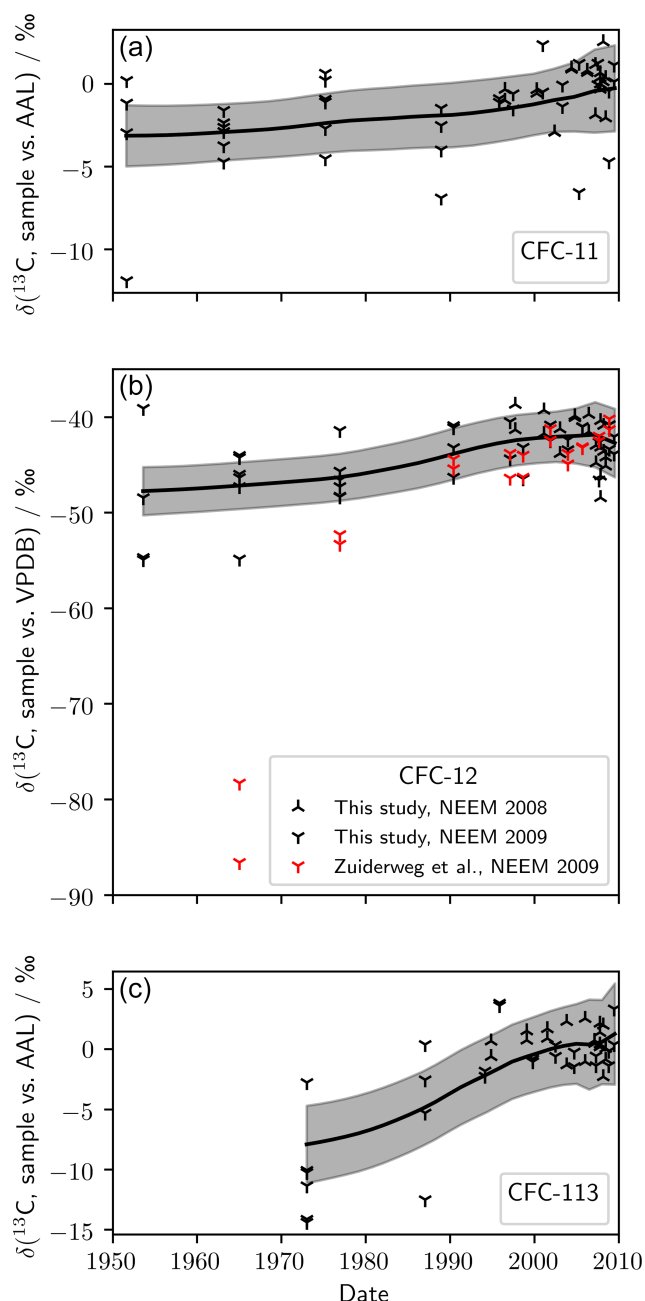 (a)
δ(¹³C, sample vs. AAL) / ‰
0
−5
−10
CFC-11
(b)
δ(¹³C, sample vs. VPDB) / ‰
−40
−50
−60
−70
−80
−90
CFC-12
This study, NEEM 2008
This study, NEEM 2009
Zuiderweg et al., NEEM 2009
(c)
δ(¹³C, sample vs. AAL) / ‰
5
0
−5
−10
−15
CFC-113
1950 1960 1970 1980 1990 2000 2010
Date